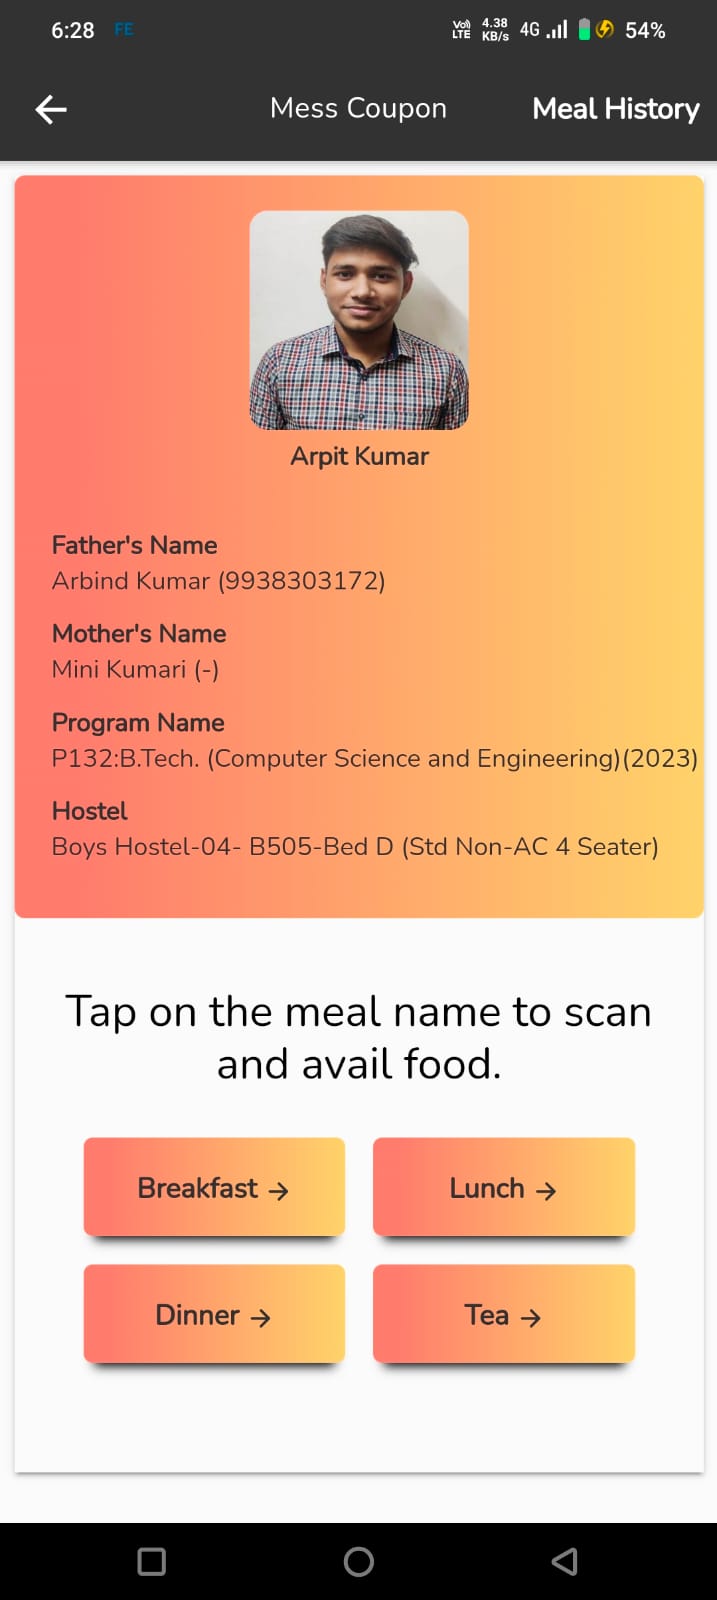 6:28 FE Vo) LTE 4.38 KB/s 4G 54%
Mess Coupon Meal History
Arpit Kumar
Father's Name
Arbind Kumar (9938303172)
Mother's Name
Mini Kumari (-)
Program Name
P132:B.Tech. (Computer Science and Engineering)(2023)
Hostel
Boys Hostel-04- B505-Bed D (Std Non-AC 4 Seater)
Tap on the meal name to scan
and avail food.
Breakfast → Lunch →
Dinner → Tea →